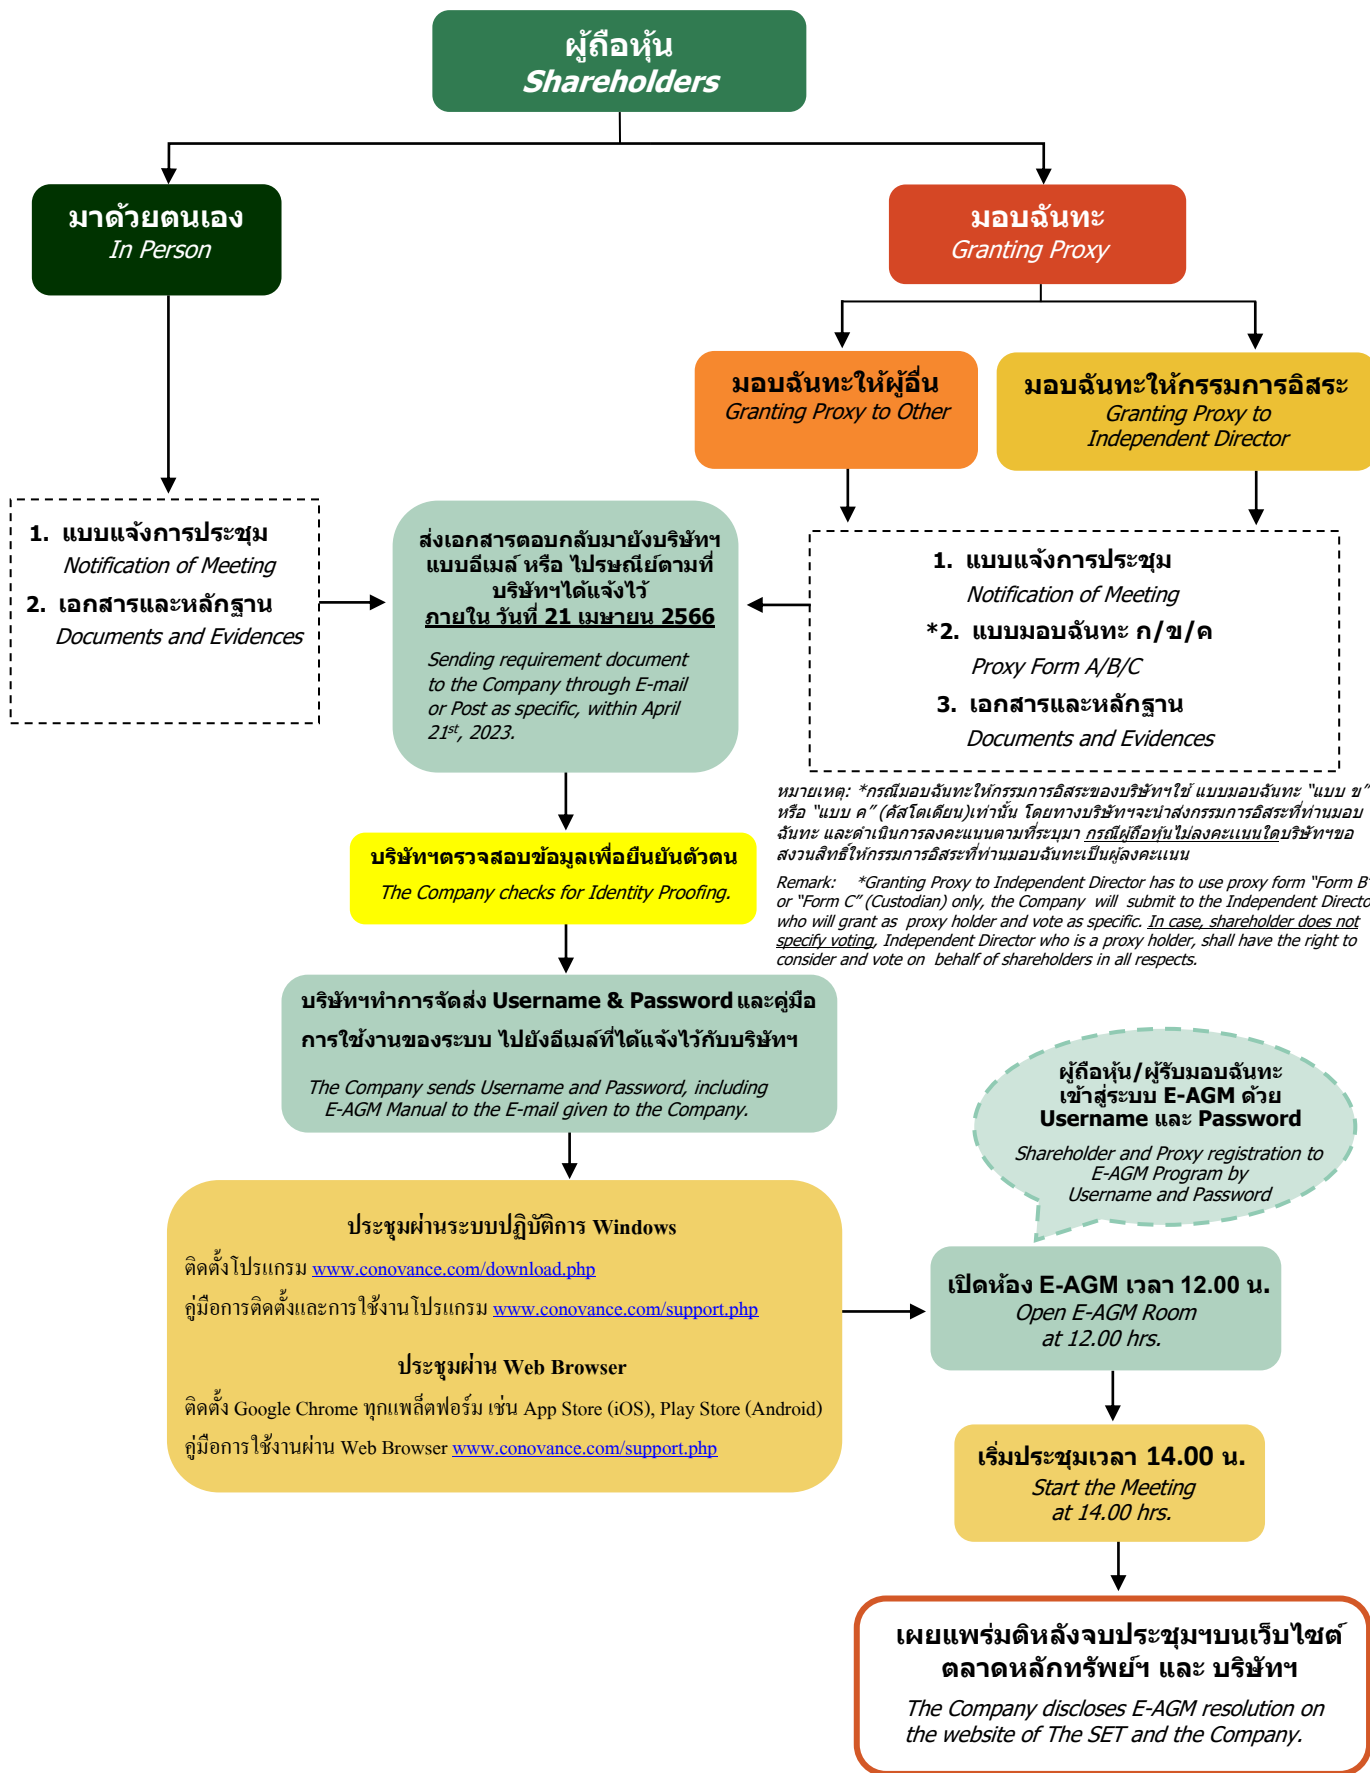 ผู้ถือหุ้น
Shareholders
มาด้วยตนเอง
In Person
มอบฉันทะ
Granting Proxy
มอบฉันทะให้ผู้อื่น
Granting Proxy to Other
มอบฉันทะให้กรรมการอิสระ
Granting Proxy to
Independent Director
1. แบบแจ้งการประชุม
Notification of Meeting
2. เอกสารและหลักฐาน
Documents and Evidences
ส่งเอกสารตอบกลับมายังบริษัทฯ
แบบอีเมล์ หรือ ไปรษณีย์ตามที่
บริษัทฯได้แจ้งไว้
ภายใน วันที่ 21 เมษายน 2566
Sending requirement document
to the Company through E-mail
or Post as specific, within April
21st, 2023.
1. แบบแจ้งการประชุม
Notification of Meeting
*2. แบบมอบฉันทะ ก/ข/ค
Proxy Form A/B/C
3. เอกสารและหลักฐาน
Documents and Evidences
หมายเหตุ: *กรณีมอบฉันทะให้กรรมการอิสระของบริษัทฯใช้ แบบมอบฉันทะ "แบบ ข"
หรือ "แบบ ค" (คัสโตเดียน)เท่านั้น โดยทางบริษัทฯจะนำส่งกรรมการอิสระที่ท่านมอบ
ฉันทะ และดำเนินการลงคะแนนตามที่ระบุมา กรณีผู้ถือหุ้นไม่ลงคะแนนใดบริษัทฯขอ
สงวนสิทธิ์ให้กรรมการอิสระที่ท่านมอบฉันทะเป็นผู้ลงคะแนน
Remark: *Granting Proxy to Independent Director has to use proxy form "Form B"
or "Form C" (Custodian) only, the Company will submit to the Independent Directo
who will grant as proxy holder and vote as specific. In case, shareholder does not
specify voting, Independent Director who is a proxy holder, shall have the right to
consider and vote on behalf of shareholders in all respects.
บริษัทฯตรวจสอบข้อมูลเพื่อยืนยันตัวตน
The Company checks for Identity Proofing.
บริษัทฯทำการจัดส่ง Username & Password และคู่มือ
การใช้งานของระบบ ไปยังอีเมล์ที่ได้แจ้งไว้กับบริษัทฯ
The Company sends Username and Password, including
E-AGM Manual to the E-mail given to the Company.
ผู้ถือหุ้น/ผู้รับมอบฉันทะ
เข้าสู่ระบบ E-AGM ด้วย
Username และ Password
Shareholder and Proxy registration to
E-AGM Program by
Username and Password
ประชุมผ่านระบบปฏิบัติการ Windows
ติดตั้งโปรแกรม www.conovance.com/download.php
คู่มือการติดตั้งและการใช้งานโปรแกรม www.conovance.com/support.php
ประชุมผ่าน Web Browser
ติดตั้ง Google Chrome ทุกแพล็ตฟอร์ม เช่น App Store (iOS), Play Store (Android)
คู่มือการใช้งานผ่าน Web Browser www.conovance.com/support.php
เปิดห้อง E-AGM เวลา 12.00 น.
Open E-AGM Room
at 12.00 hrs.
เริ่มประชุมเวลา 14.00 น.
Start the Meeting
at 14.00 hrs.
เผยแพร่มติหลังจบประชุมฯบนเว็บไซต์
ตลาดหลักทรัพย์ฯ และ บริษัทฯ
The Company discloses E-AGM resolution on
the website of The SET and the Company.